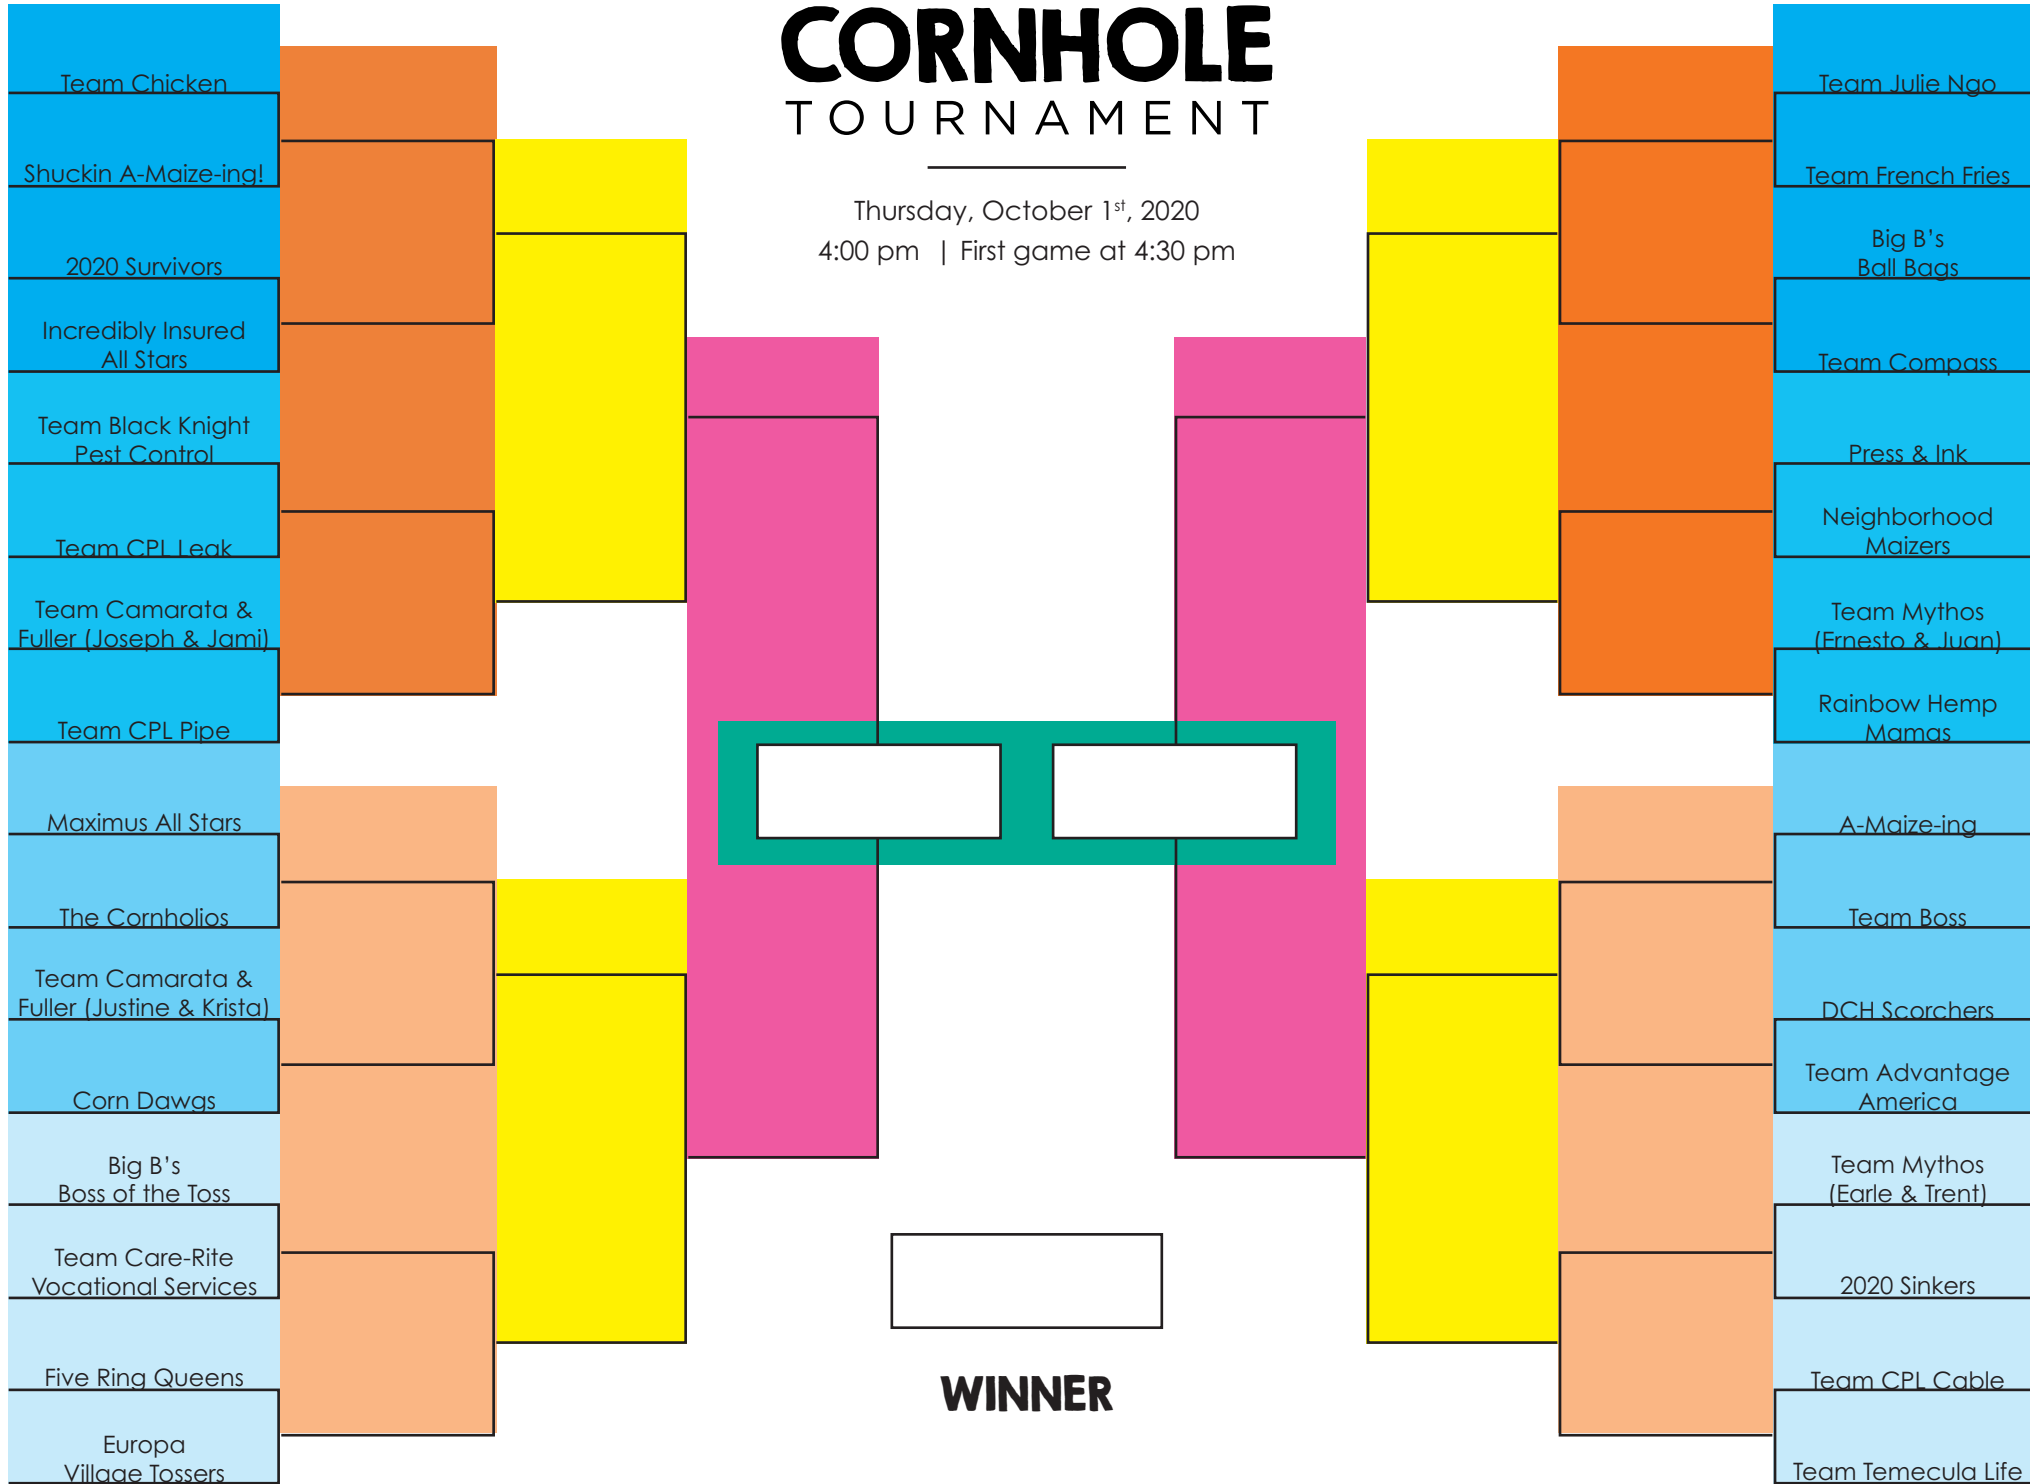 CORNHOLE
TOURNAMENT
Thursday, October 1st, 2020
4:00 pm | First game at 4:30 pm
Team Chicken
Shuckin A-Maize-ing!
2020 Survivors
Incredibly Insured
All Stars
Team Black Knight
Pest Control
Team CPL Leak
Team Camarata &
Fuller (Joseph & Jami)
Team CPL Pipe
Maximus All Stars
The Cornholios
Team Camarata &
Fuller (Justine & Krista)
Corn Dawgs
Big B’s
Boss of the Toss
Team Care-Rite
Vocational Services
Five Ring Queens
Europa
Village Tossers
Team Julie Ngo
Team French Fries
Big B’s
Ball Bags
Team Compass
Press & Ink
Neighborhood
Maizers
Team Mythos
(Ernesto & Juan)
Rainbow Hemp
Mamas
A-Maize-ing
Team Boss
DCH Scorchers
Team Advantage
America
Team Mythos
(Earle & Trent)
2020 Sinkers
Team CPL Cable
Team Temecula Life
WINNER